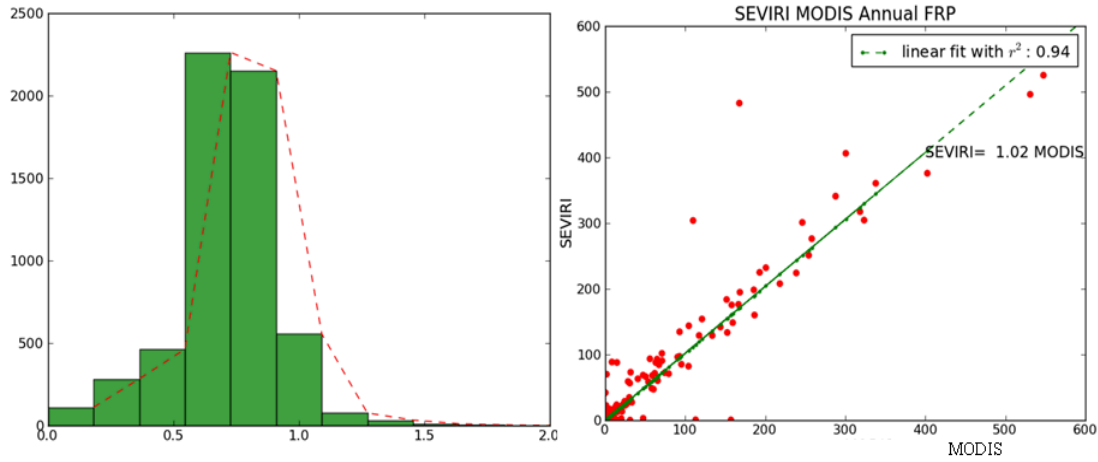 2500
2000
1500
1000
500
0
0.0 0.5 1.0 1.5 2.0
SEVIRI MODIS Annual FRP
linear fit with r² : 0.94
SEVIRI= 1.02 MODIS
SEVIRI
600
500
400
300
200
100
0
0 100 200 300 400 500 600
MODIS